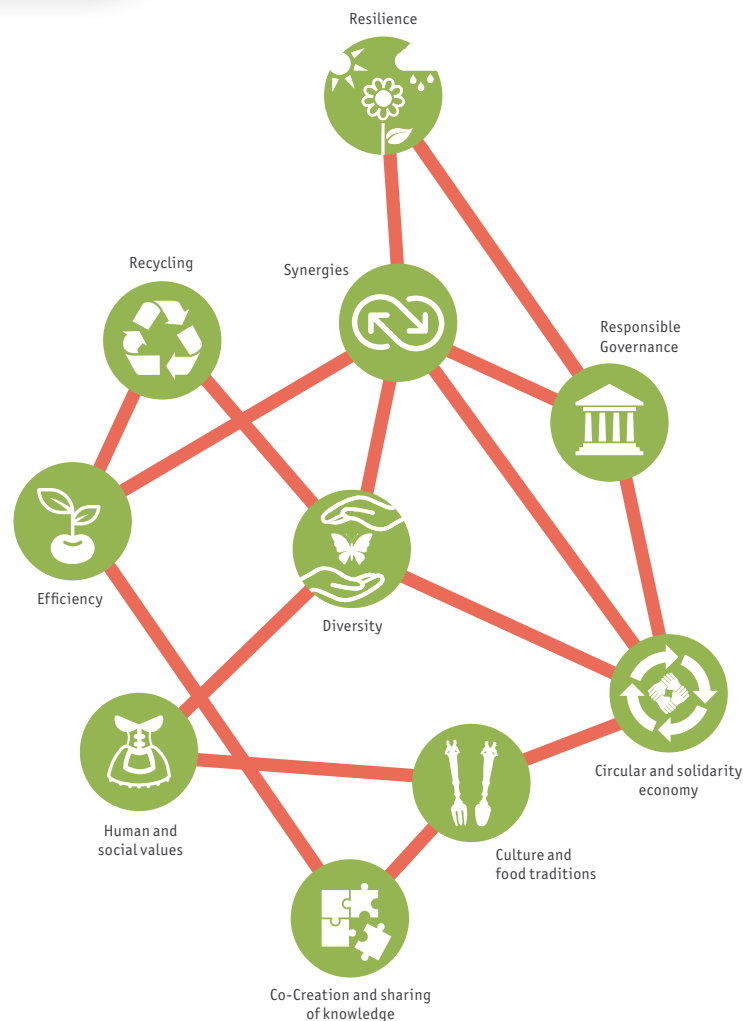 Resilience
Recycling
Synergies
Responsible
Governance
Efficiency
Diversity
Circular and solidarity
economy
Human and
social values
Culture and
food traditions
Co-Creation and sharing
of knowledge